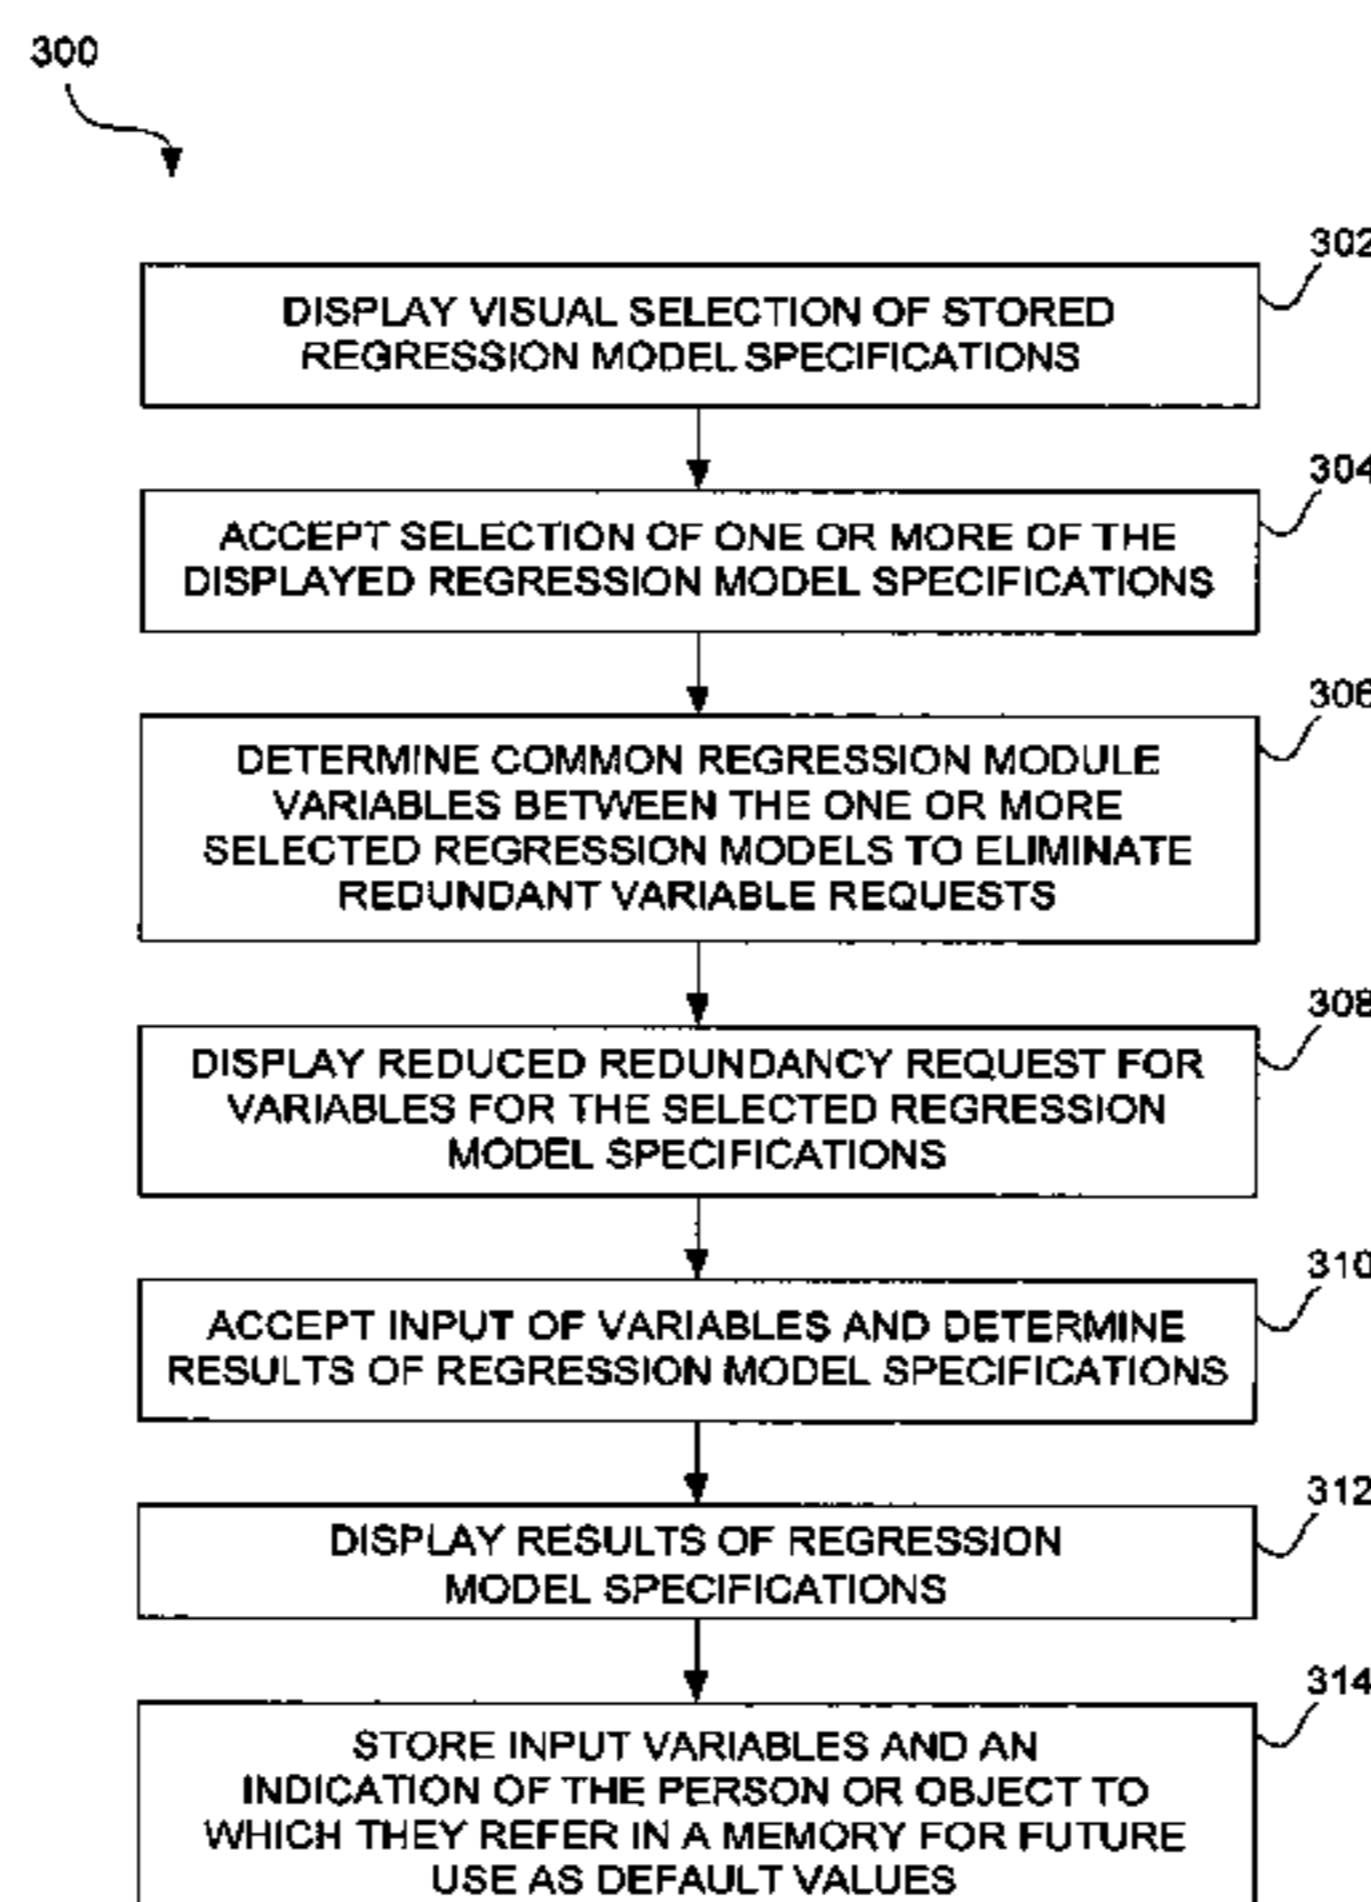 300
302
DISPLAY VISUAL SELECTION OF STORED
REGRESSION MODEL SPECIFICATIONS
304
ACCEPT SELECTION OF ONE OR MORE OF THE
DISPLAYED REGRESSION MODEL SPECIFICATIONS
306
DETERMINE COMMON REGRESSION MODULE
VARIABLES BETWEEN THE ONE OR MORE
SELECTED REGRESSION MODELS TO ELIMINATE
REDUNDANT VARIABLE REQUESTS
308
DISPLAY REDUCED REDUNDANCY REQUEST FOR
VARIABLES FOR THE SELECTED REGRESSION
MODEL SPECIFICATIONS
310
ACCEPT INPUT OF VARIABLES AND DETERMINE
RESULTS OF REGRESSION MODEL SPECIFICATIONS
312
DISPLAY RESULTS OF REGRESSION
MODEL SPECIFICATIONS
314
STORE INPUT VARIABLES AND AN
INDICATION OF THE PERSON OR OBJECT TO
WHICH THEY REFER IN A MEMORY FOR FUTURE
USE AS DEFAULT VALUES